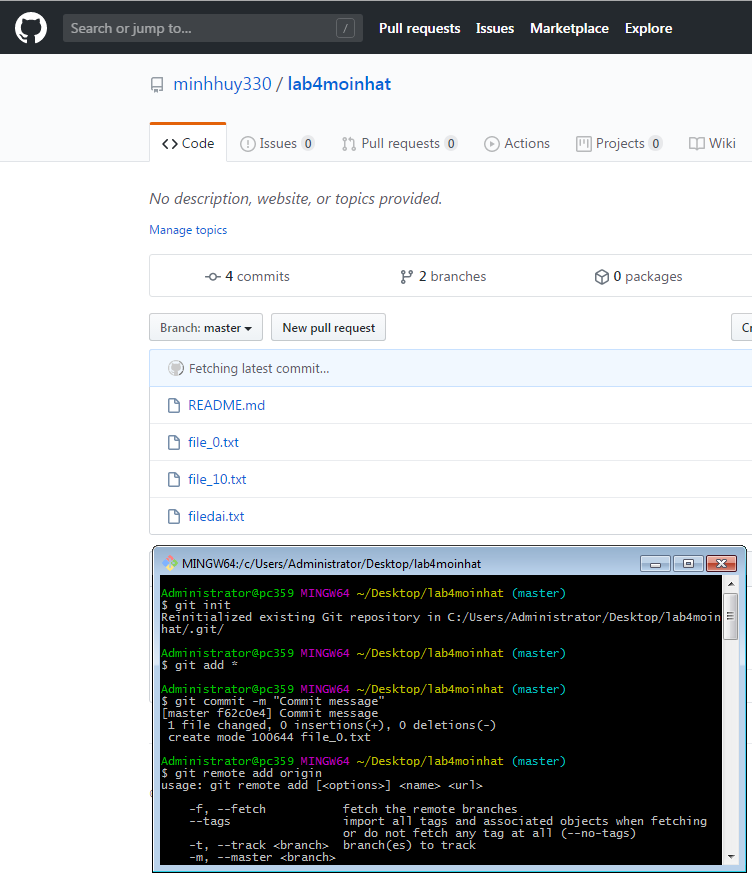 Search or jump to... /
Pull requests Issues Marketplace Explore
minhhuy330 / lab4moinhat
Code Issues 0 Pull requests 0 Actions Projects 0 Wiki
No description, website, or topics provided.
Manage topics
4 commits 2 branches 0 packages
Branch: master New pull request Cr
Fetching latest commit...
README.md
file_0.txt
file_10.txt
filedai.txt
MINGW64:/c/Users/Administrator/Desktop/lab4moinhat
Administrator@pc359 MINGW64 ~/Desktop/lab4moinhat (master)
$ git init
Reinitialized existing Git repository in C:/Users/Administrator/Desktop/lab4moin
hat/.git/
Administrator@pc359 MINGW64 ~/Desktop/lab4moinhat (master)
$ git add *
Administrator@pc359 MINGW64 ~/Desktop/lab4moinhat (master)
$ git commit -m "Commit message"
[master f62c0e4] Commit message
1 file changed, 0 insertions(+), 0 deletions(-)
create mode 100644 file_0.txt
Administrator@pc359 MINGW64 ~/Desktop/lab4moinhat (master)
$ git remote add origin
usage: git remote add [<options>] <name> <url>
-f, --fetch fetch the remote branches
--tags import all tags and associated objects when fetching
or do not fetch any tag at all (--no-tags)
-t, --track <branch> branch(es) to track
-m, --master <branch>